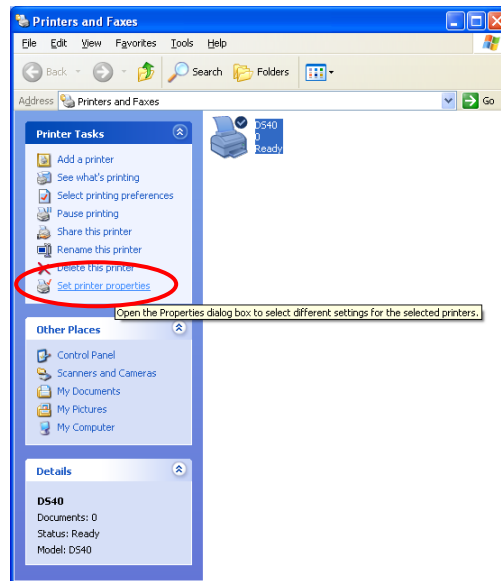 Printers and Faxes
File Edit View Favorites Tools Help
Back Search Folders
Address Printers and Faxes Go
Printer Tasks
Add a printer
See what's printing
Select printing preferences
Pause printing
Share this printer
Rename this printer
Delete this printer
Set printer properties
DS40
0
Ready
Open the Properties dialog box to select different settings for the selected printers.
Other Places
Control Panel
Scanners and Cameras
My Documents
My Pictures
My Computer
Details
DS40
Documents: 0
Status: Ready
Model: DS40